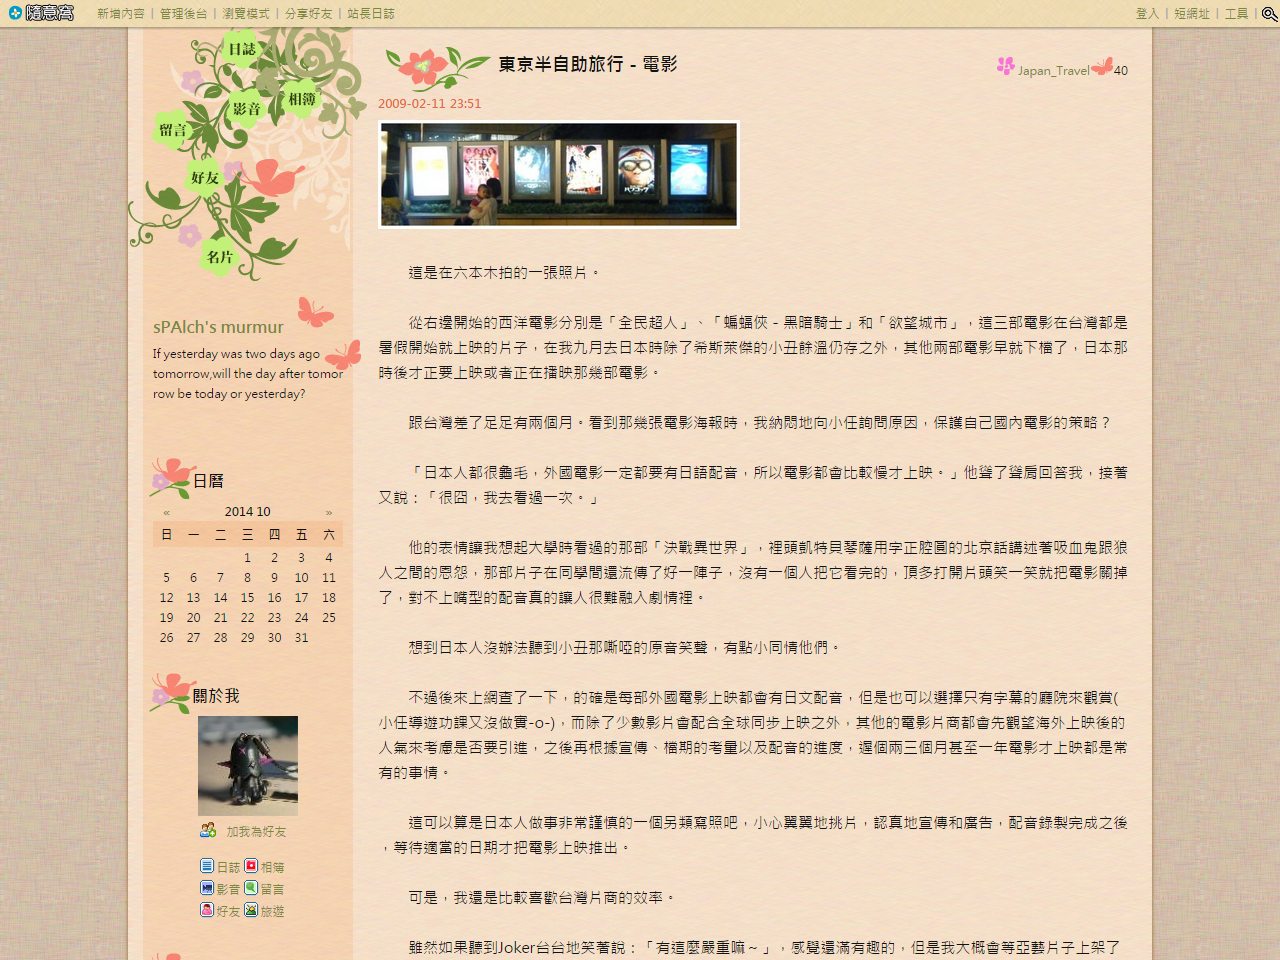 隨意窩 新增內容 | 管理後台 | 瀏覽模式 | 分享好友 | 站長日誌 登入 | 短網址 | 工具 |
日誌
相簿
影音
留言
好友
名片
sPAlch's murmur
If yesterday was two days ago
tomorrow,will the day after tomor
row be today or yesterday?
日曆
« 2014 10 »
日 一 二 三 四 五 六
1 2 3 4
5 6 7 8 9 10 11
12 13 14 15 16 17 18
19 20 21 22 23 24 25
26 27 28 29 30 31
關於我
加我為好友
日誌 相簿
影音 留言
好友 旅遊
東京半自助旅行 - 電影 Japan_Travel 40
2009-02-11 23:51
這是在六本木拍的一張照片。
從右邊開始的西洋電影分別是「全民超人」、「蝙蝠俠 - 黑暗騎士」和「欲望城市」，這三部電影在台灣都是
暑假開始就上映的片子，在我九月去日本時除了希斯萊傑的小丑餘溫仍存之外，其他兩部電影早就下檔了，日本那
時後才正要上映或者正在播映那幾部電影。
跟台灣差了足足有兩個月。看到那幾張電影海報時，我納悶地向小任詢問原因，保護自己國內電影的策略？
「日本人都很龜毛，外國電影一定都要有日語配音，所以電影都會比較慢才上映。」他聳了聳肩回答我，接著
又說：「很囧，我去看過一次。」
他的表情讓我想起大學時看過的那部「決戰異世界」，裡頭凱特貝琴薩用字正腔圓的北京話講述著吸血鬼跟狼
人之間的恩怨，那部片子在同學間還流傳了好一陣子，沒有一個人把它看完的，頂多打開片頭笑一笑就把電影關掉
了，對不上嘴型的配音真的讓人很難融入劇情裡。
想到日本人沒辦法聽到小丑那嘶啞的原音笑聲，有點小同情他們。
不過後來上網查了一下，的確是每部外國電影上映都會有日文配音，但是也可以選擇只有字幕的廳院來觀賞(
小任導遊功課又沒做實-o-)，而除了少數影片會配合全球同步上映之外，其他的電影片商都會先觀望海外上映後的
人氣來考慮是否要引進，之後再根據宣傳、檔期的考量以及配音的進度，遲個兩三個月甚至一年電影才上映都是常
有的事情。
這可以算是日本人做事非常謹慎的一個另類寫照吧，小心翼翼地挑片，認真地宣傳和廣告，配音錄製完成之後
，等待適當的日期才把電影上映推出。
可是，我還是比較喜歡台灣片商的效率。
雖然如果聽到Joker台台地笑著說：「有這麼嚴重嘛～」，感覺還滿有趣的，但是我大概會等亞藝片子上架了